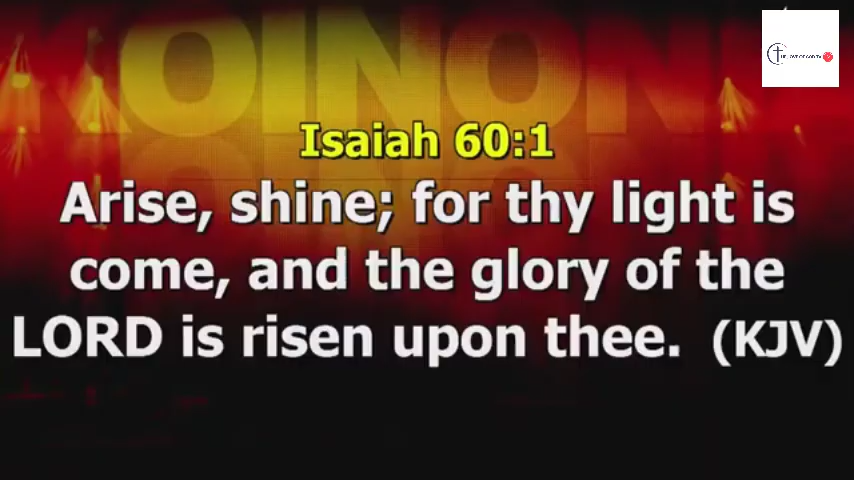 KOINONI
Isaiah 60:1
Arise, shine; for thy light is
come, and the glory of the
LORD is risen upon thee. (KJV)